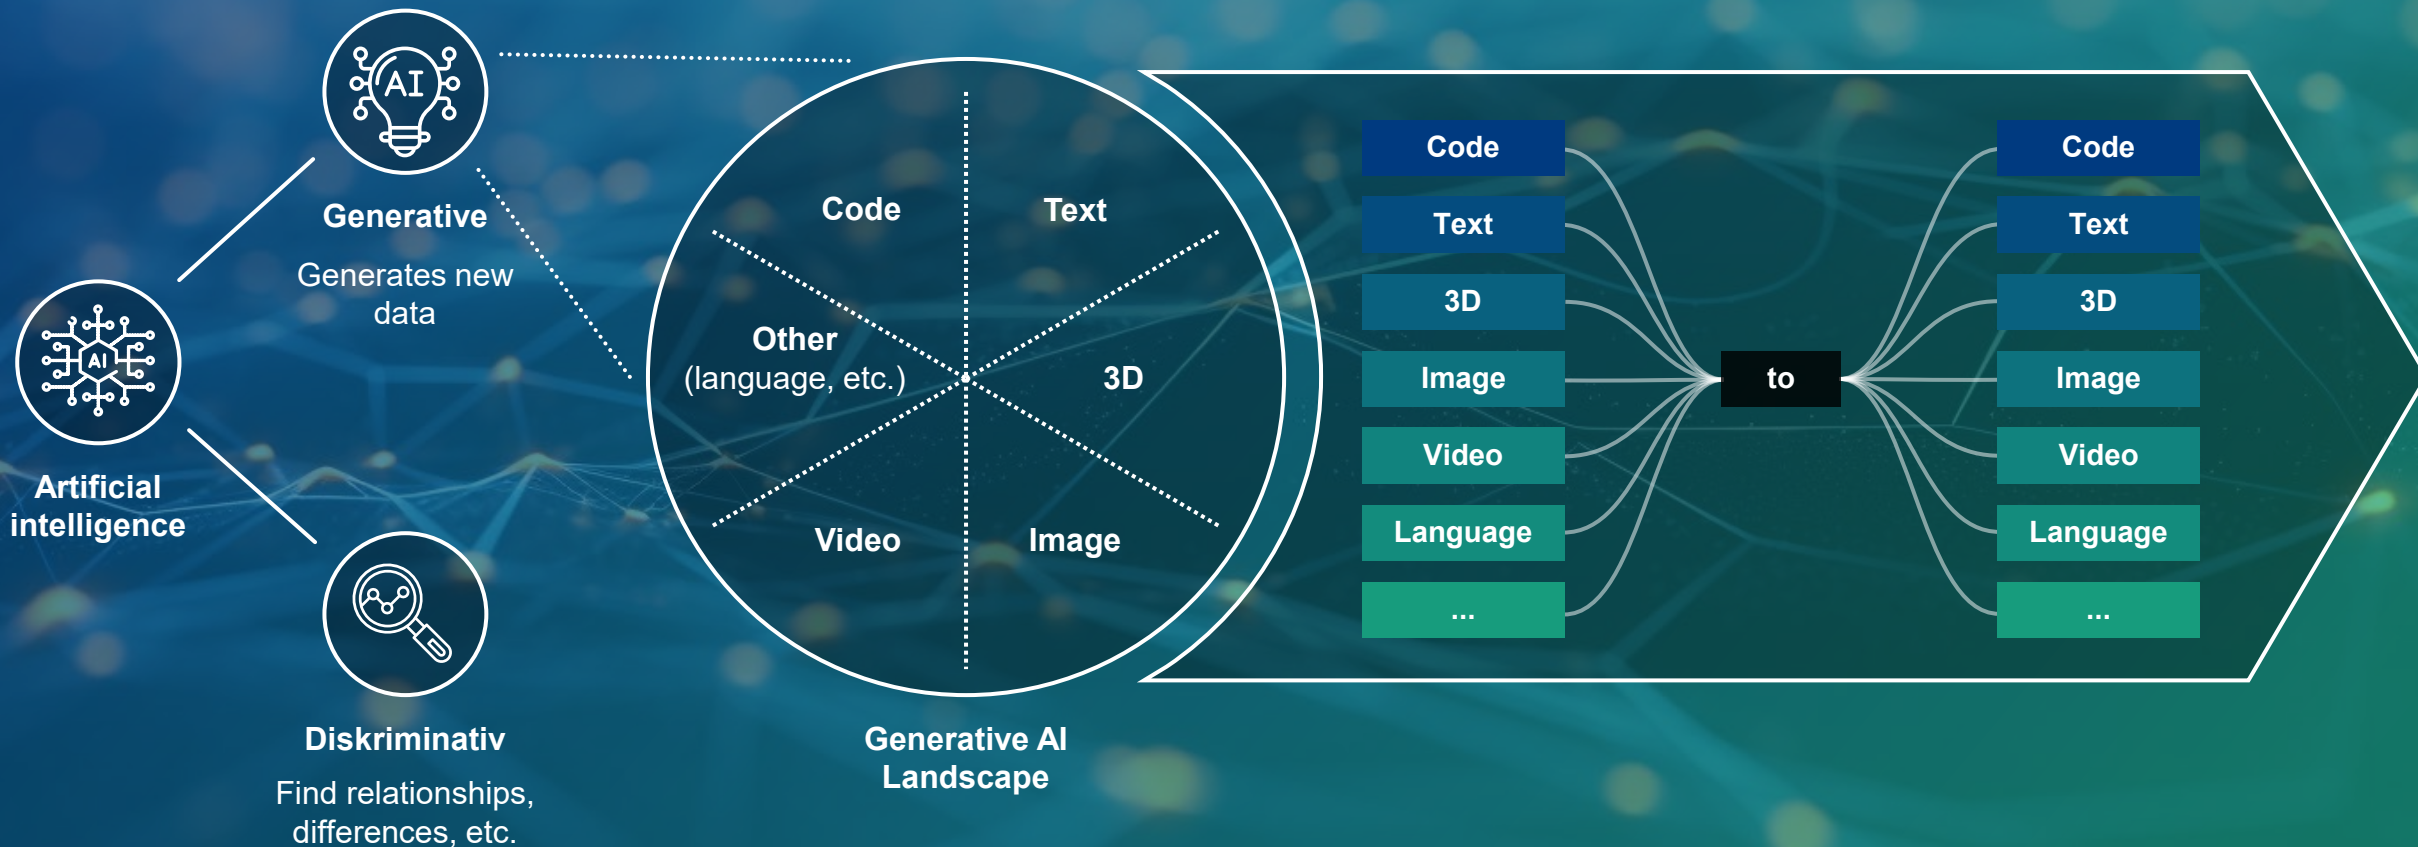 AI
Generative
Generates new
data
AI
Artificial
intelligence
Diskriminativ
Find relationships,
differences, etc.
Code
Text
Other
(language, etc.)
3D
Video
Image
Generative AI
Landscape
Code
Text
3D
Image
Video
Language
...
to
Code
Text
3D
Image
Video
Language
...